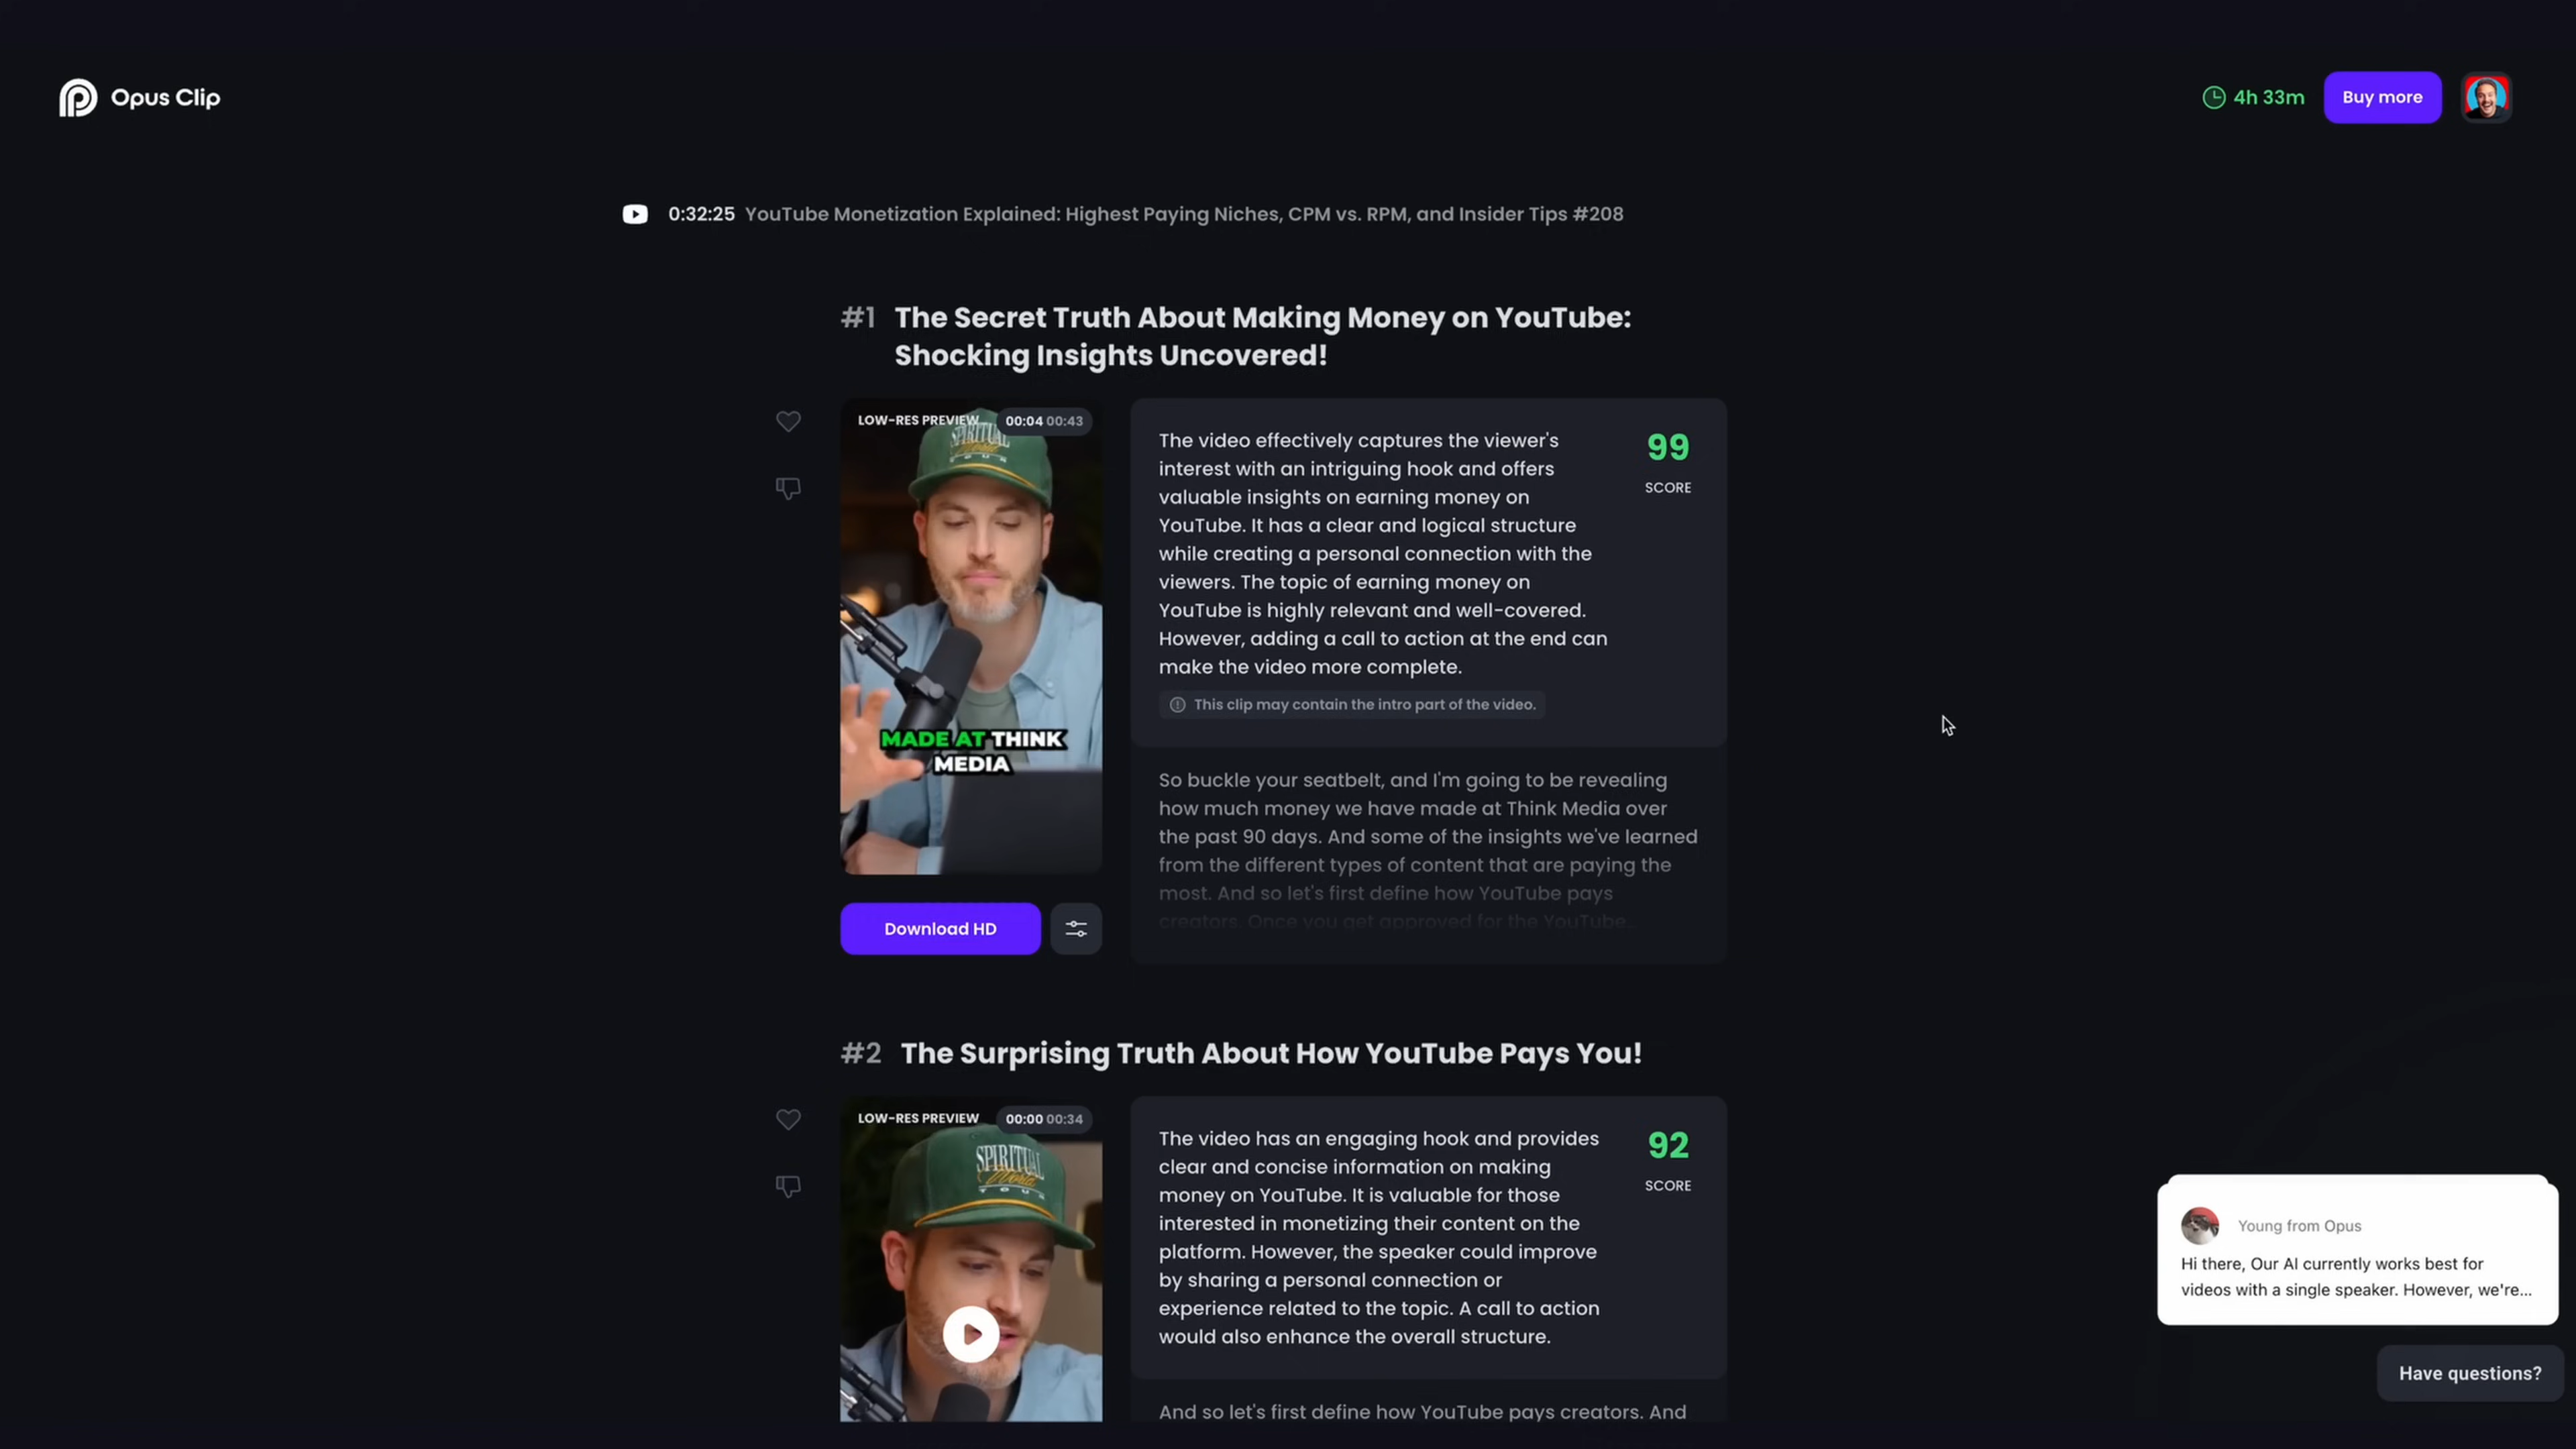 Opus Clip
4h 33m
Buy more
0:32:25 YouTube Monetization Explained: Highest Paying Niches, CPM vs. RPM, and Insider Tips #208
#1 The Secret Truth About Making Money on YouTube:
Shocking Insights Uncovered!
LOW-RES PREVIEW 00:04 00:43
SPIRITUAL
World
TOUR
MADE AT THINK
MEDIA
The video effectively captures the viewer's
interest with an intriguing hook and offers
valuable insights on earning money on
YouTube. It has a clear and logical structure
while creating a personal connection with the
viewers. The topic of earning money on
YouTube is highly relevant and well-covered.
However, adding a call to action at the end can
make the video more complete.
99
SCORE
This clip may contain the intro part of the video.
So buckle your seatbelt, and I'm going to be revealing
how much money we have made at Think Media over
the past 90 days. And some of the insights we've learned
from the different types of content that are paying the
most. And so let's first define how YouTube pays
creators. Once you get approved for the YouTube...
Download HD
#2 The Surprising Truth About How YouTube Pays You!
LOW-RES PREVIEW 00:00 00:34
SPIRITUAL
World
TOUR
The video has an engaging hook and provides
clear and concise information on making
money on YouTube. It is valuable for those
interested in monetizing their content on the
platform. However, the speaker could improve
by sharing a personal connection or
experience related to the topic. A call to action
would also enhance the overall structure.
92
SCORE
And so let's first define how YouTube pays creators. And
Young from Opus
Hi there, Our AI currently works best for
videos with a single speaker. However, we're...
Have questions?